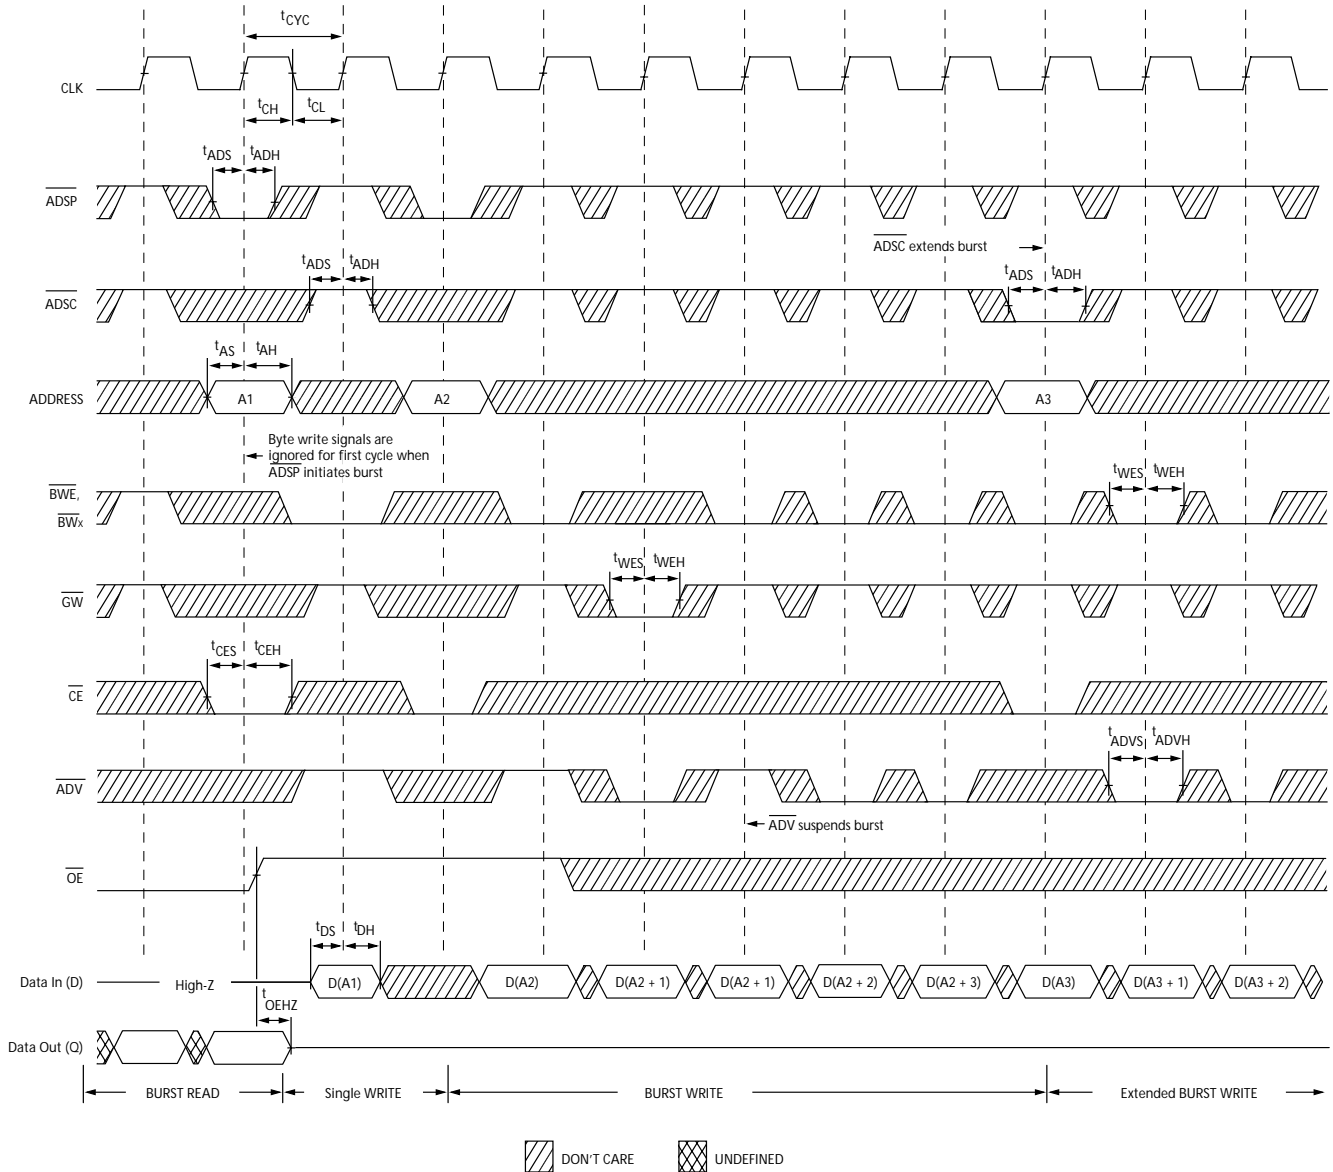 tCYC
CLK
tCH
tCL
tADS
tADH
ADSP
ADSC extends burst
tADS
tADH
tADS
tADH
ADSC
tAS
tAH
ADDRESS
A1
A2
A3
Byte write signals are
ignored for first cycle when
ADSP initiates burst
tWES
tWEH
BWE,
BWx
tWES
tWEH
GW
tCES
tCEH
CE
tADVS
tADVH
ADV
ADV suspends burst
OE
tDS
tDH
Data In (D)
High-Z
D(A1)
D(A2)
D(A2 + 1)
D(A2 + 1)
D(A2 + 2)
D(A2 + 3)
D(A3)
D(A3 + 1)
D(A3 + 2)
tOEHZ
Data Out (Q)
BURST READ
Single WRITE
BURST WRITE
Extended BURST WRITE
DON'T CARE
UNDEFINED